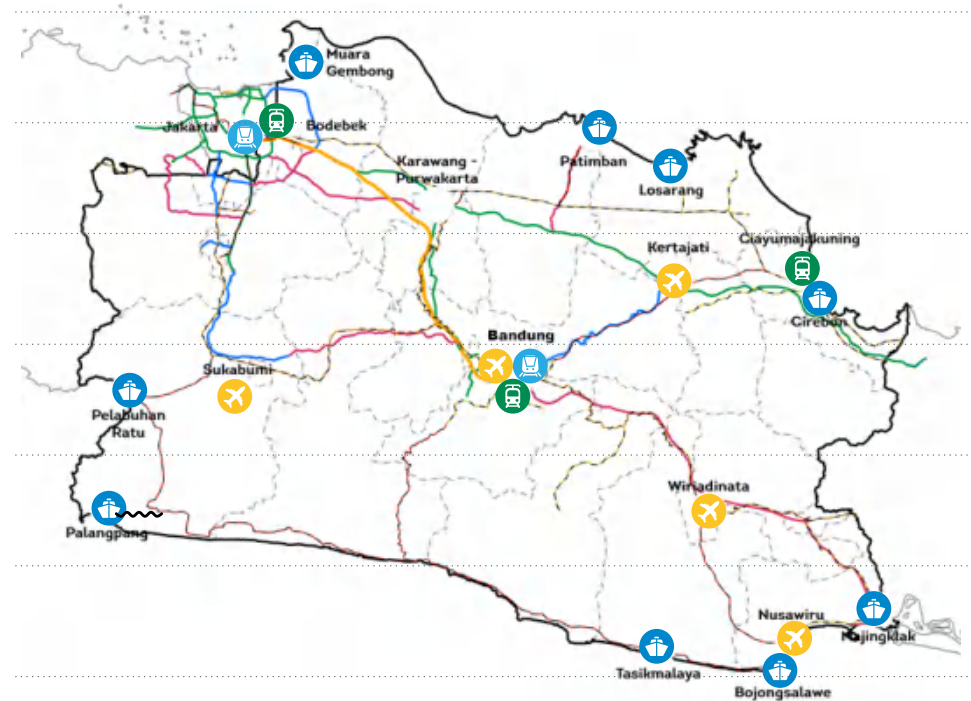 Muara
Gembong
Jakarta
Bodebek
Patimban
Karawang -
Purwakarta
Losarang
Kertajati
Ciayumajakuning
Cirebon
Bandung
Sukabumi
Pelabuhan
Ratu
Wiriadinata
Palangpang
Nusawiru
Majingklak
Tasikmalaya
Bojongsalawe